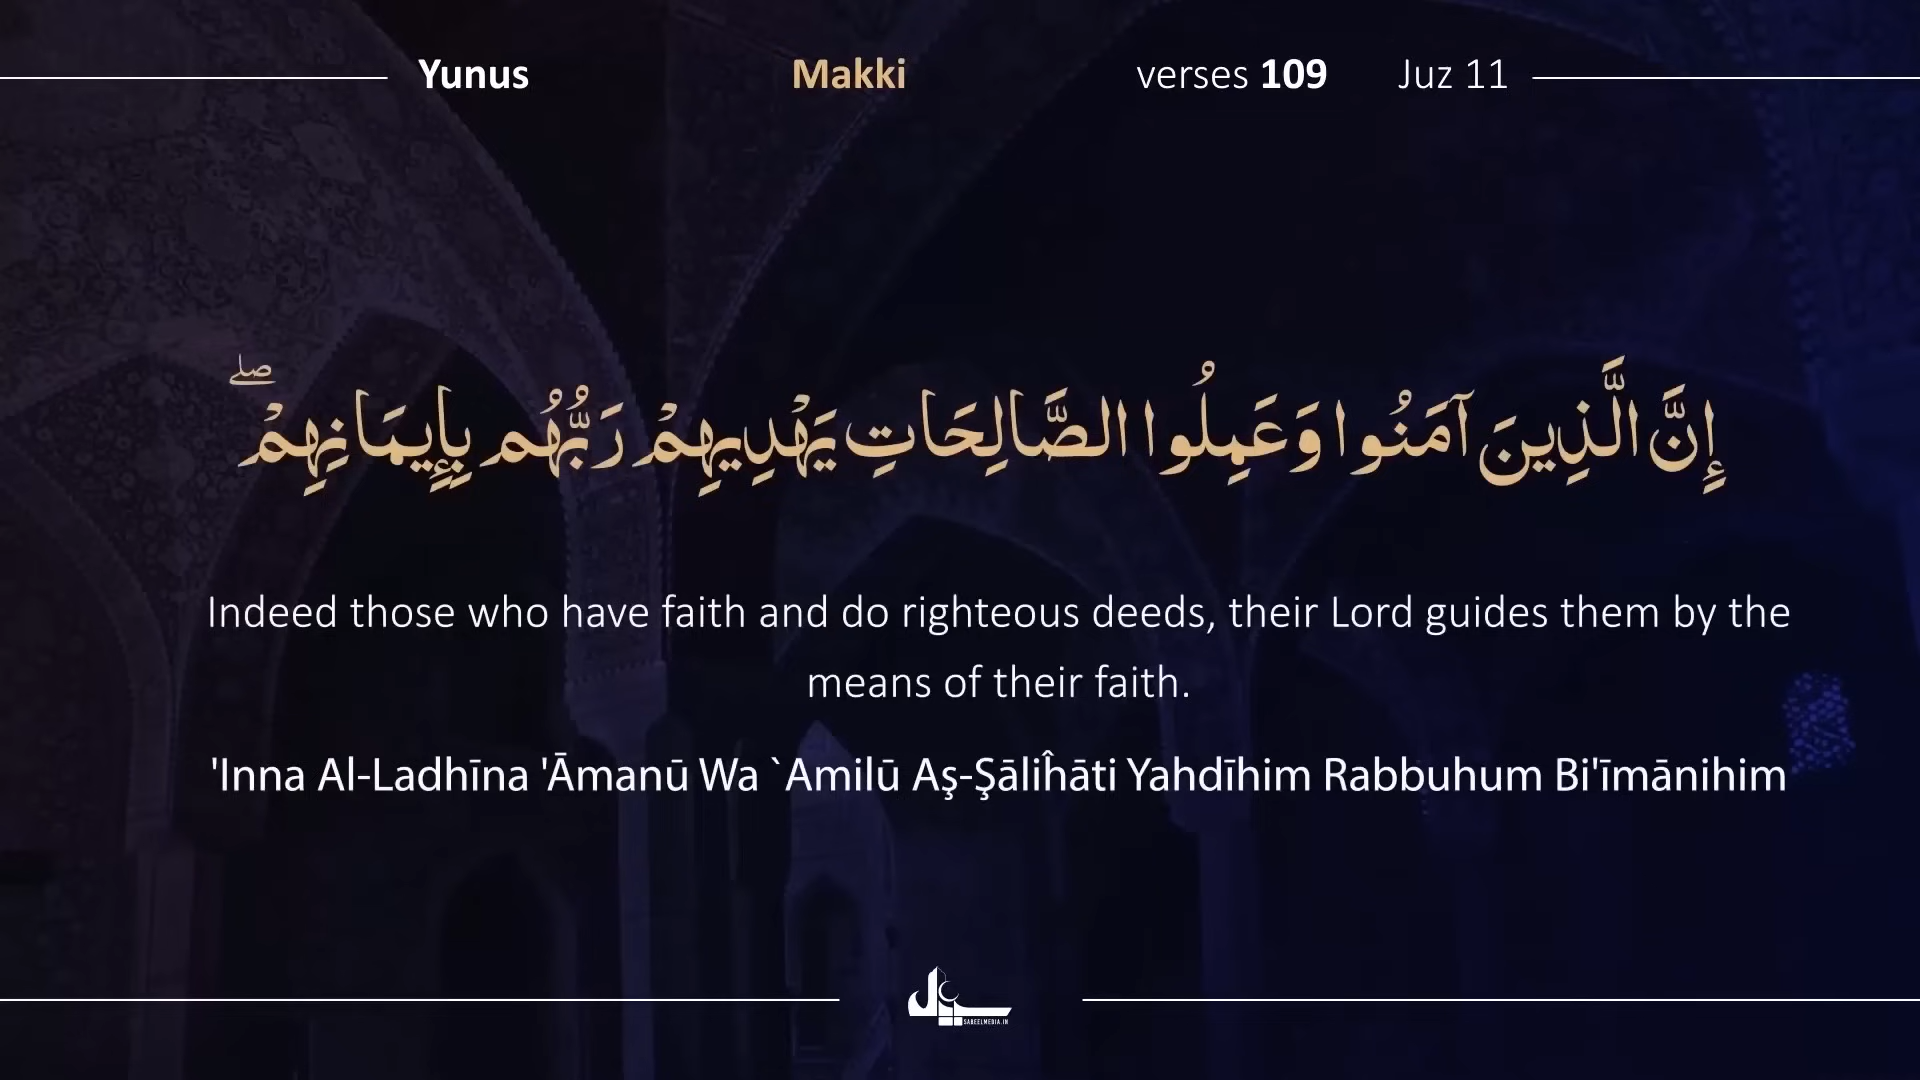 Yunus Makki verses 109 Juz 11
إِنَّ الَّذِينَ آمَنُوا وَعَمِلُوا الصَّالِحَاتِ يَهْدِيهِمْ رَبُّهُم بِإِيمَانِهِمْ ۖ
Indeed those who have faith and do righteous deeds, their Lord guides them by the
means of their faith.
'Inna Al-Ladhīna 'Āmanū Wa `Amilū Aş-Şāliĥāti Yahdīhim Rabbuhum Bi'īmānihim
SABEELMEDIA.IN